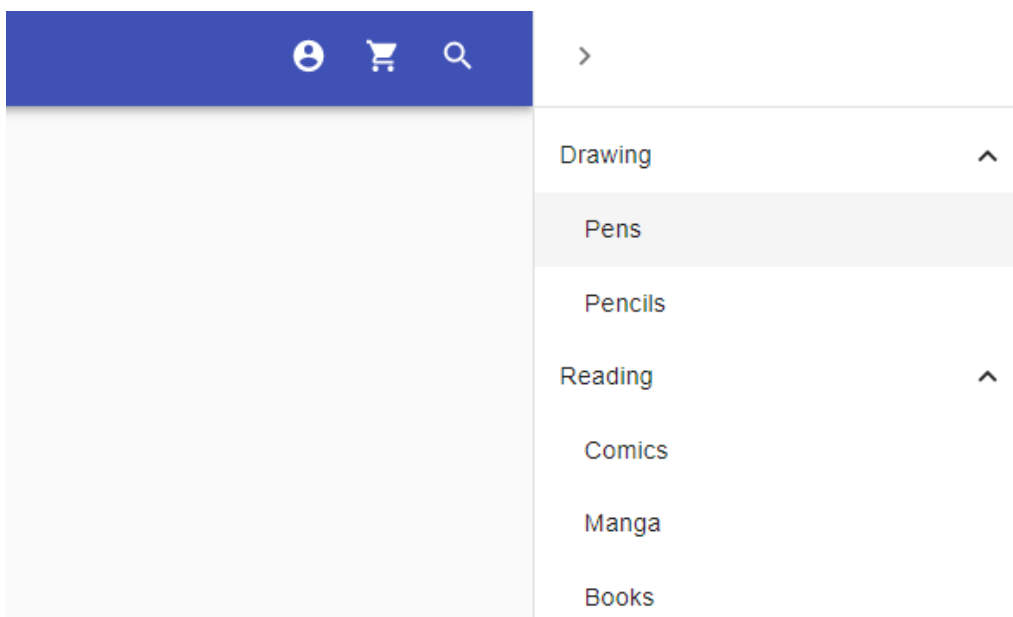 Drawing
Pens
Pencils
Reading
Comics
Manga
Books